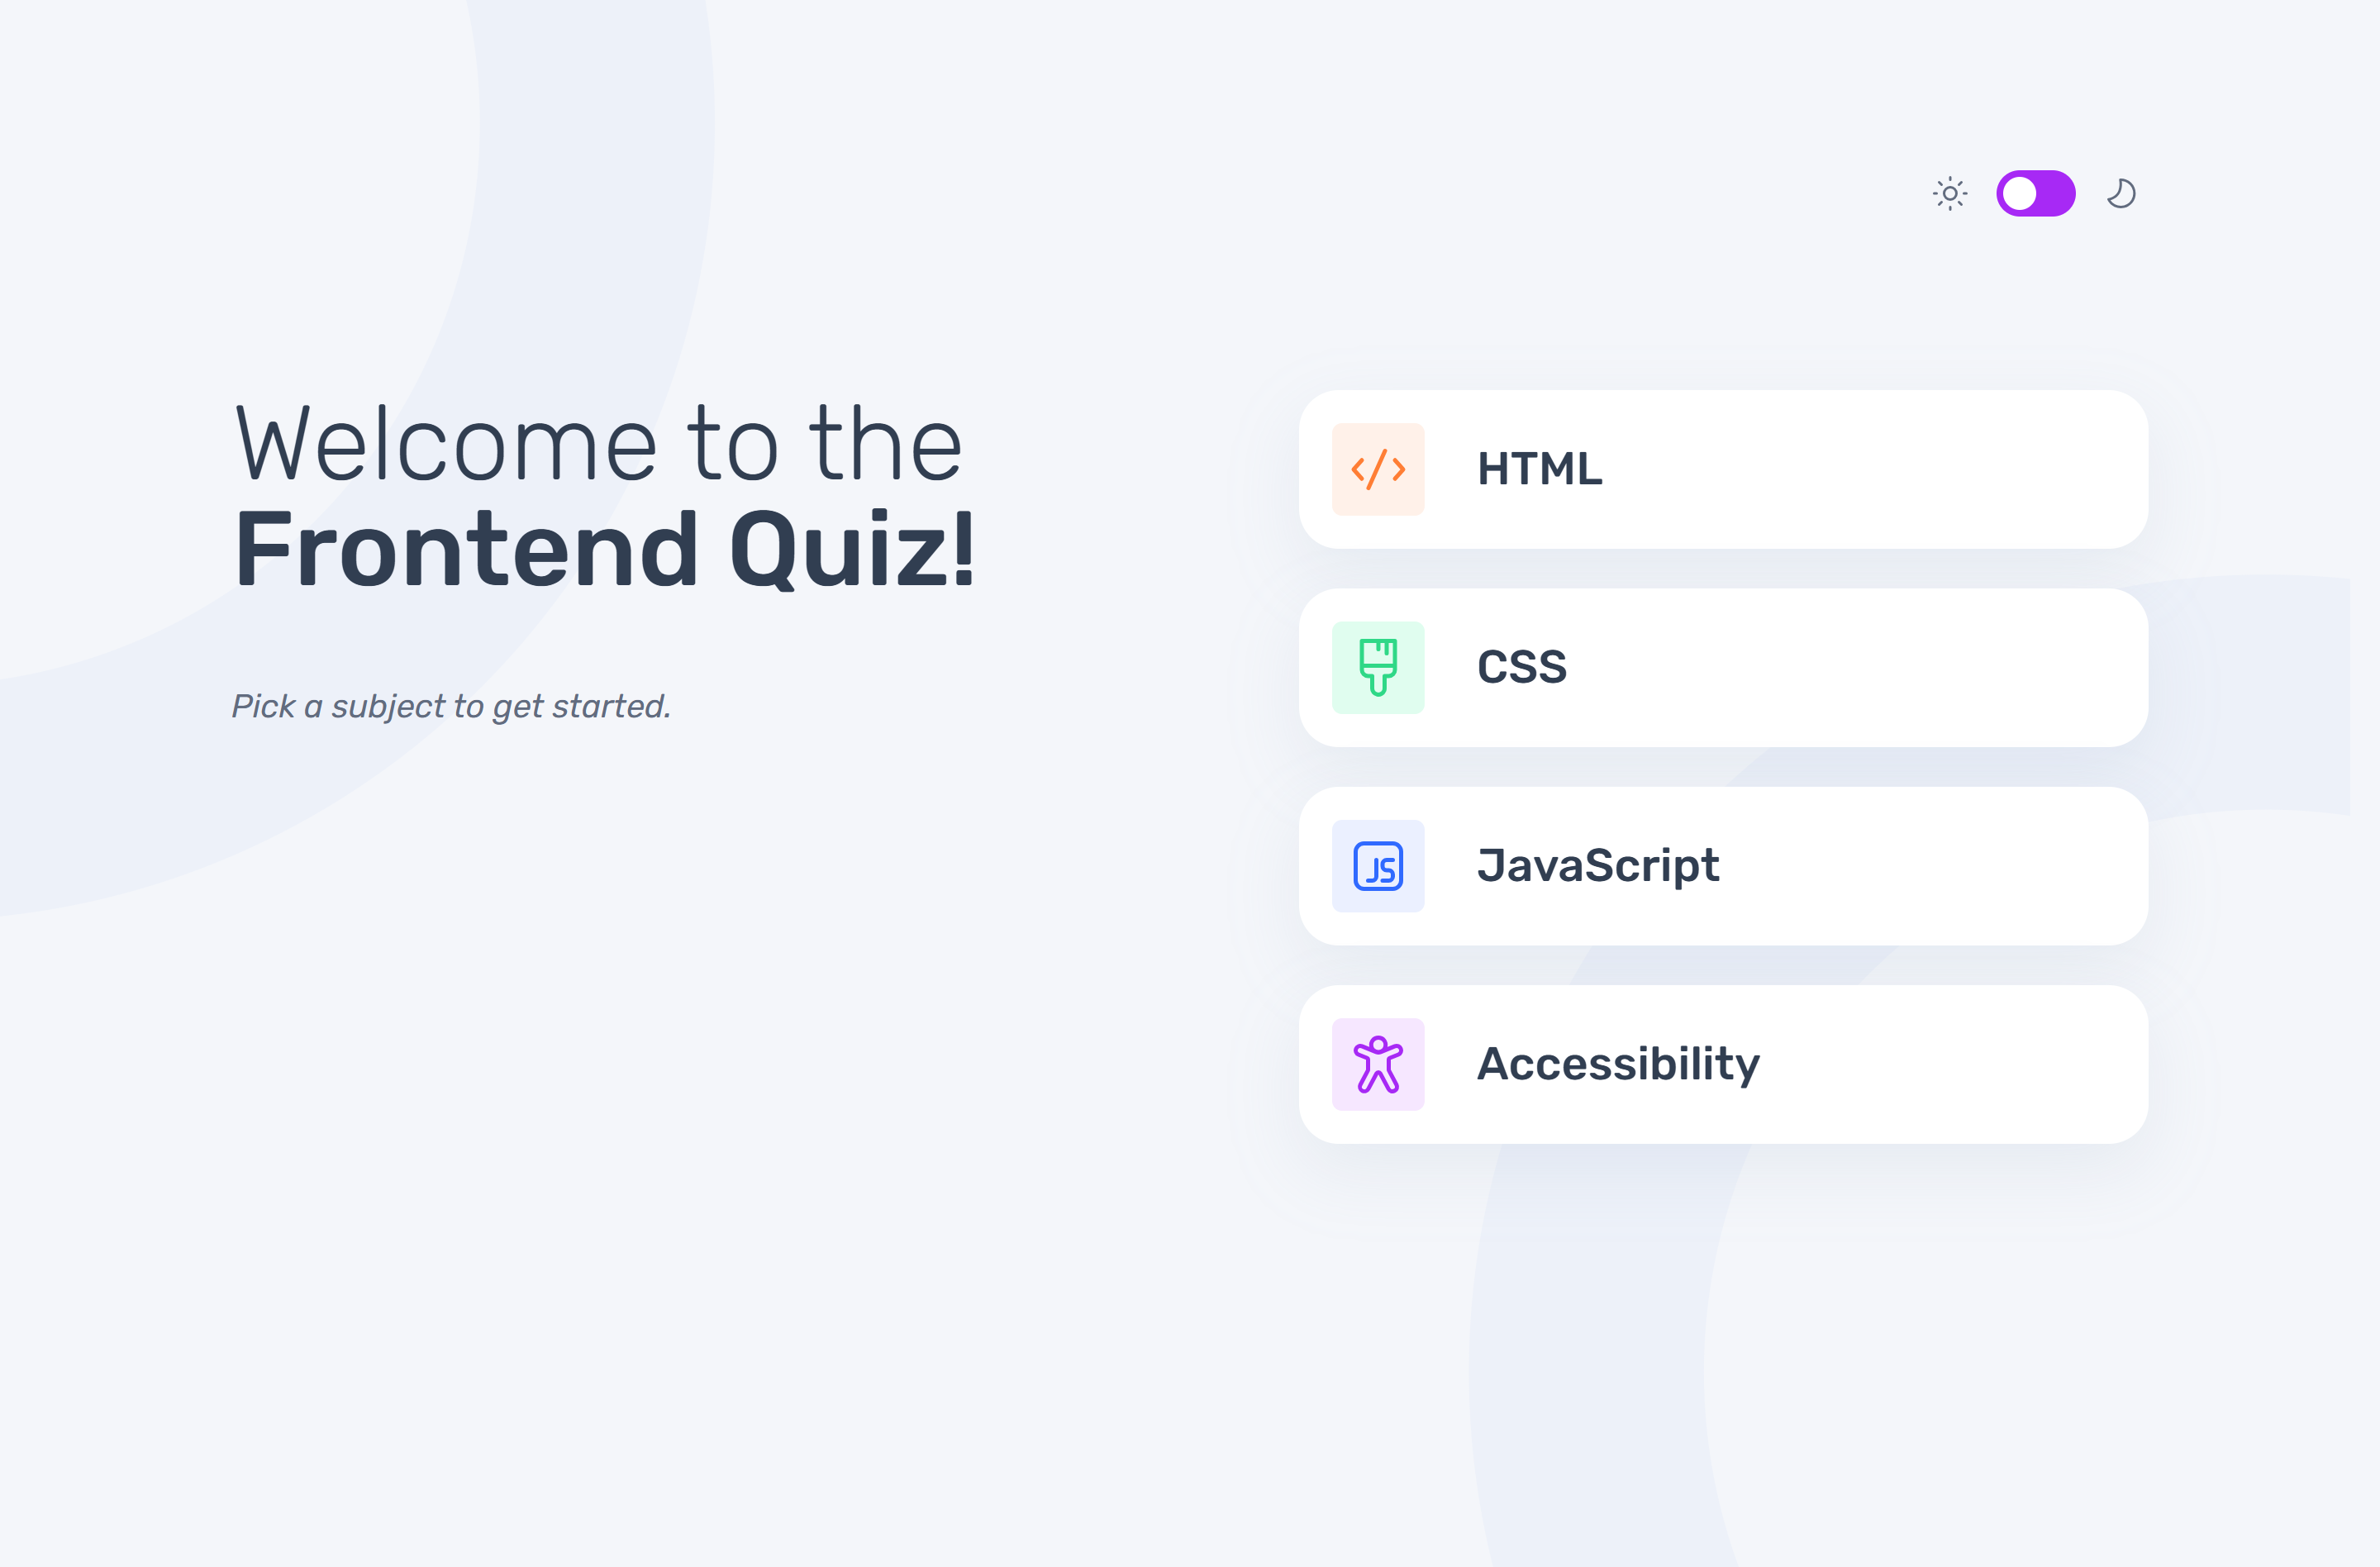 Welcome to the
Frontend Quiz!
Pick a subject to get started.
HTML
CSS
JS
JavaScript
Accessibility